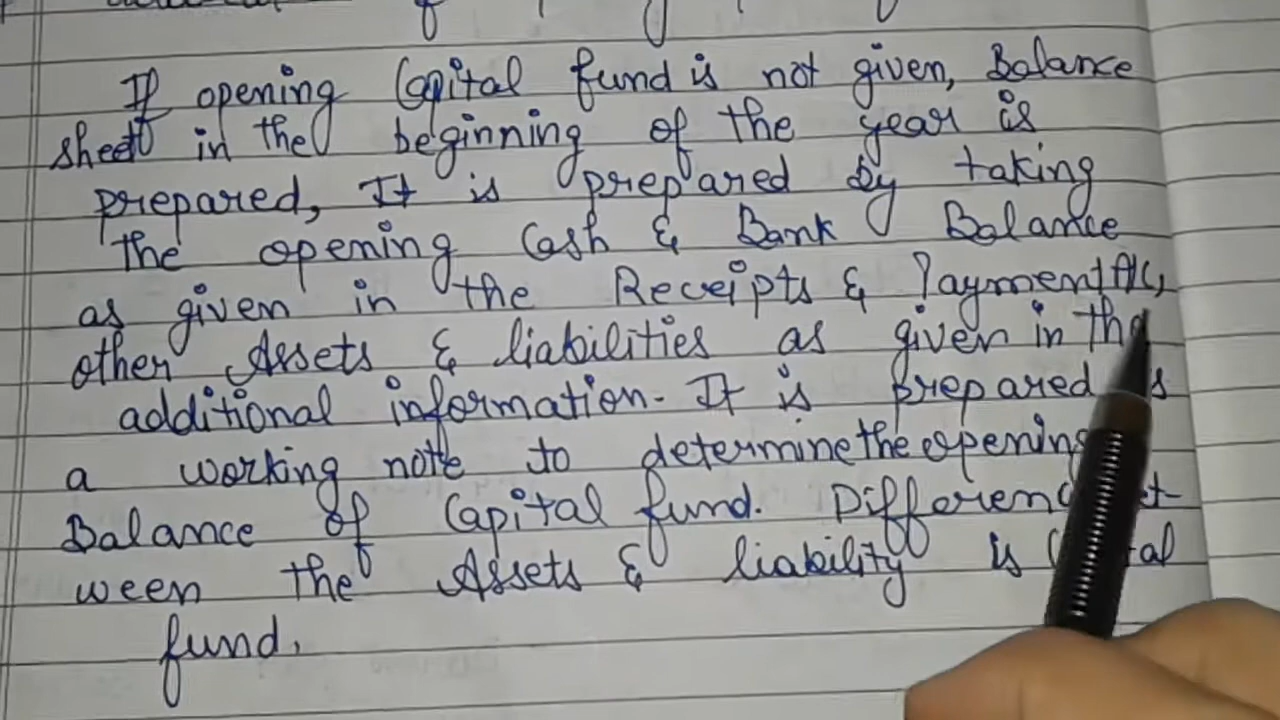 If opening Capital fund is not given, Balance
sheet in the beginning of the year is
prepared, It is prepared by taking
the opening Cash & Bank Balance
as given in the Receipts & Payment A/C,
other Assets & liabilities as given in the
additional information. It is prepared
a working note to determine the opening
Balance of Capital fund. Difference
ween the Assets & liability is
fund.